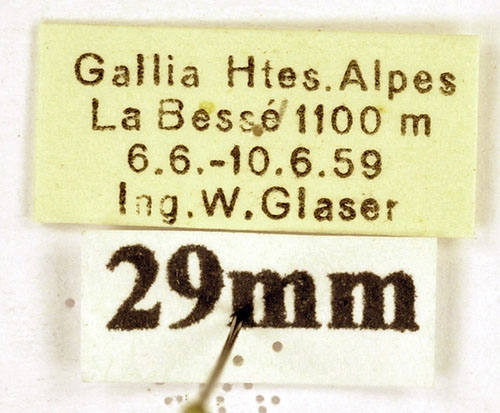 Gallia Htes. Alpes
La Bessé 1100 m
6.6.-10.6.59
Ing. W. Glaser
29mm